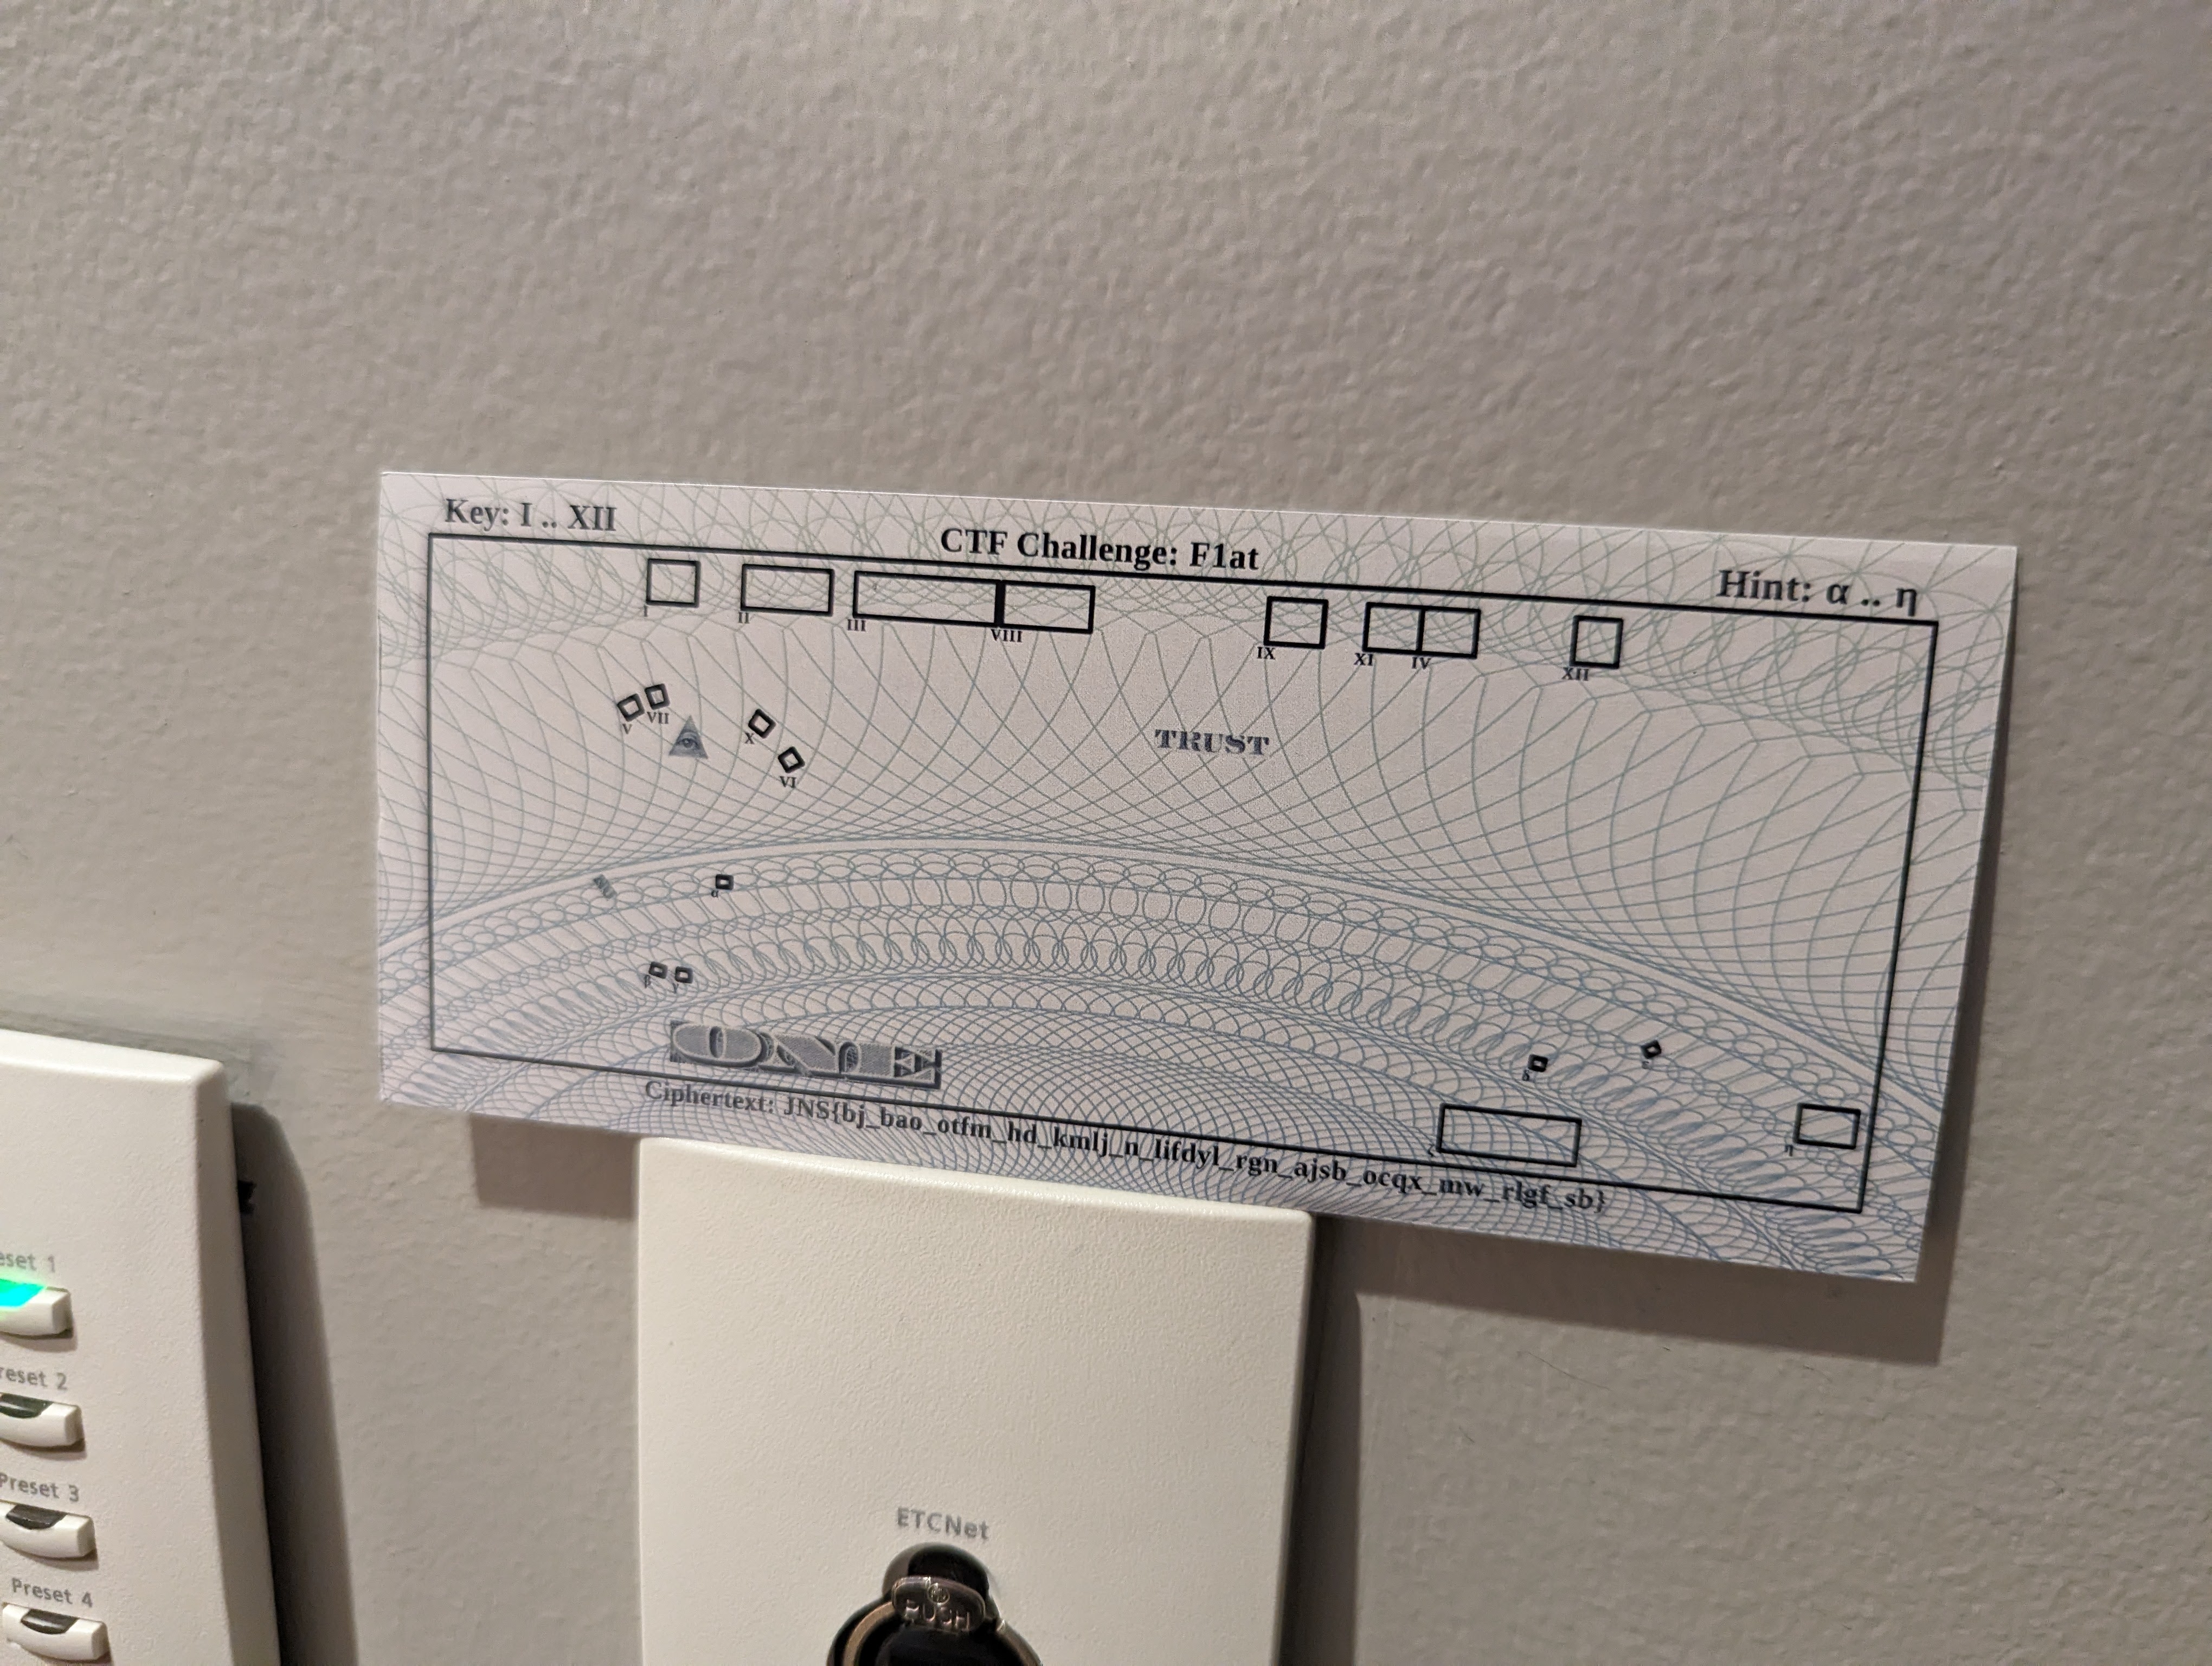 Key: I .. XII
CTF Challenge: F1at
Hint: α .. η
I
II
III
VIII
IX
XI
IV
XII
V
VII
X
VI
TRUST
α
β
γ
δ
ε
ζ
η
ONE
Ciphertext: JNS{bj_bao_otfm_hd_kmlj_n_lifdyl_rgn_ajsb_ocqx_mw_rlgf_sb}
Preset 1
Preset 2
Preset 3
Preset 4
ETCNet
PUSH